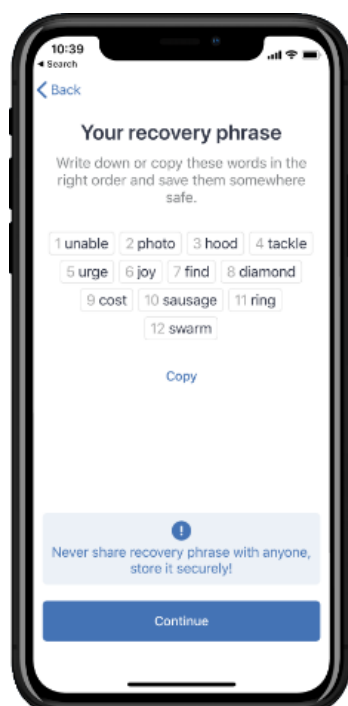 10:39
◀ Search
Back
Your recovery phrase
Write down or copy these words in the
right order and save them somewhere
safe.
1 unable 2 photo 3 hood 4 tackle
5 urge 6 joy 7 find 8 diamond
9 cost 10 sausage 11 ring
12 swarm
Copy
Never share recovery phrase with anyone,
store it securely!
Continue